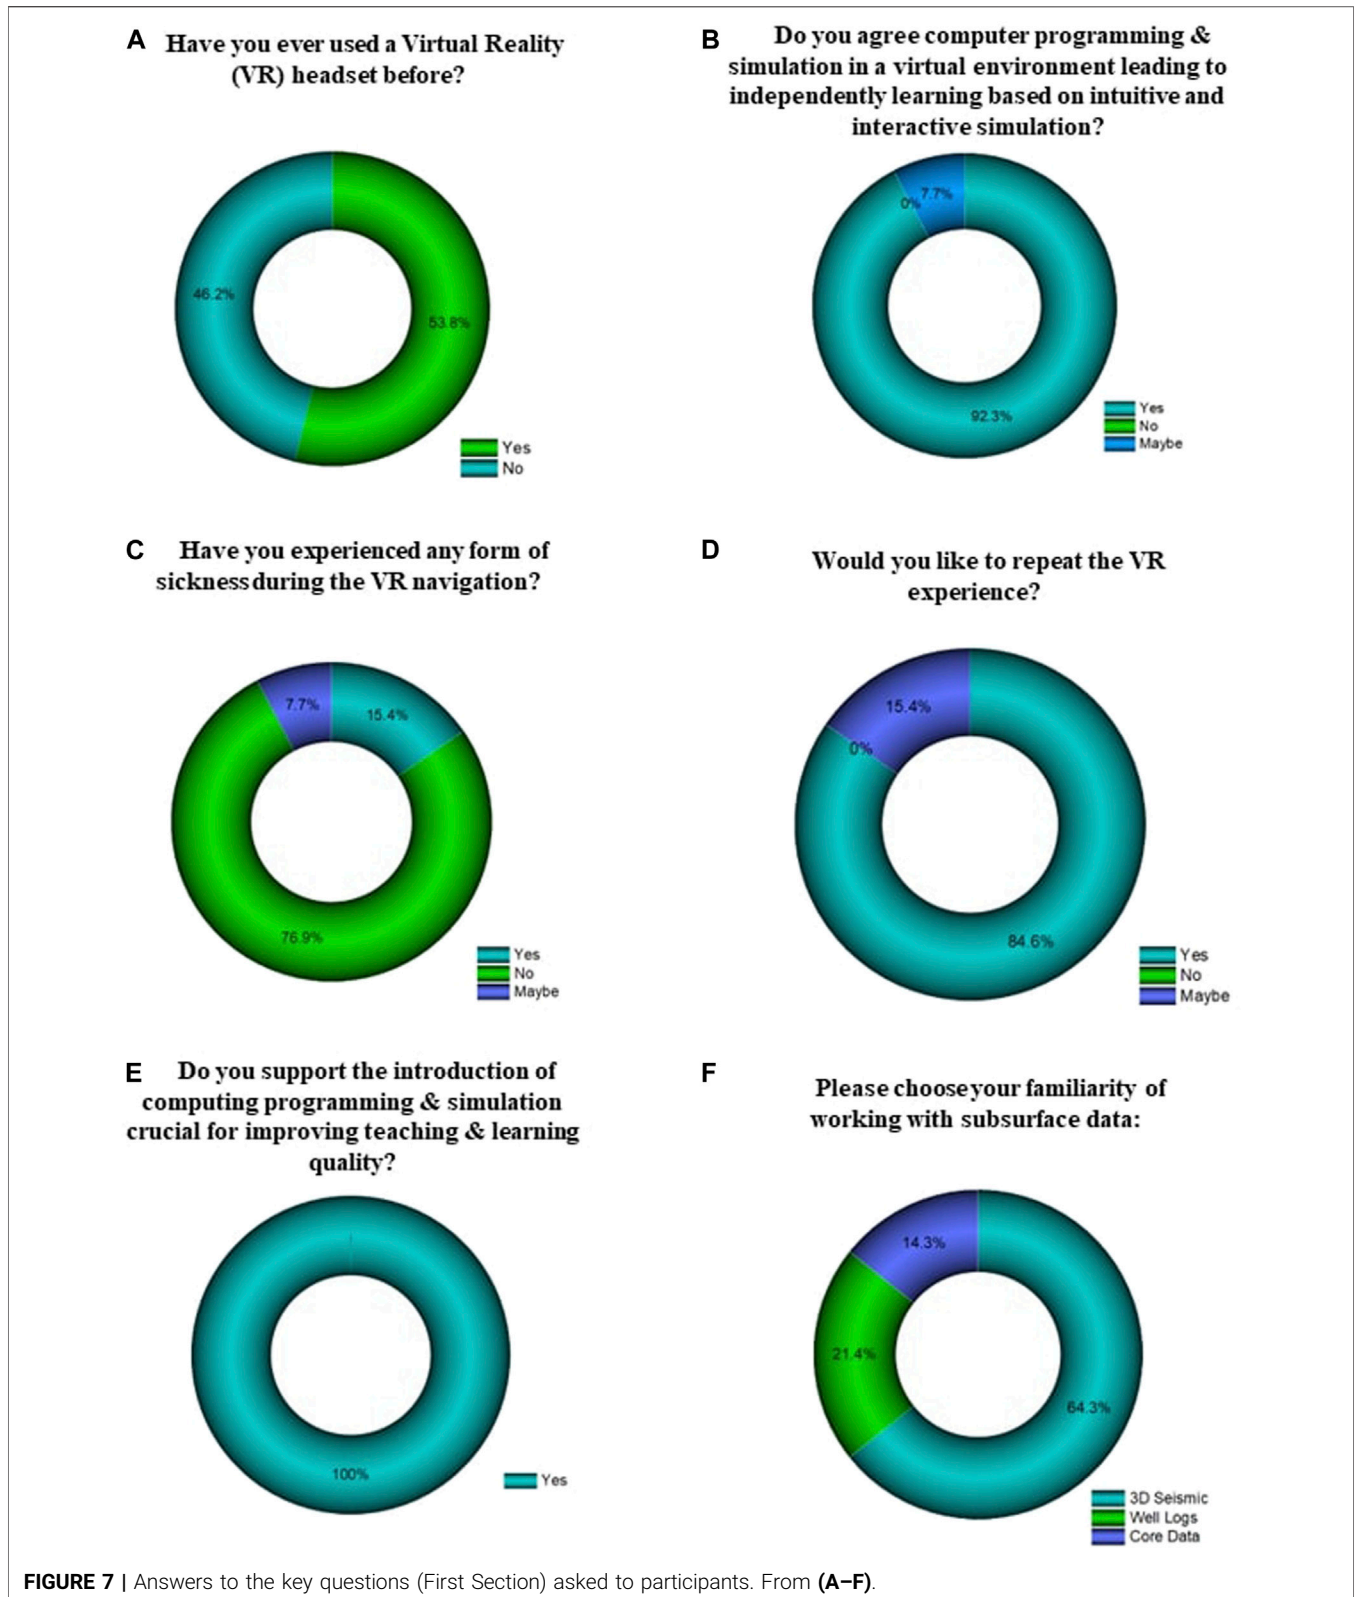 A Have you ever used a Virtual Reality
(VR) headset before?
46.2%
53.8%
Yes
No
B Do you agree computer programming &
simulation in a virtual environment leading to
independently learning based on intuitive and
interactive simulation?
0%
7.7%
92.3%
Yes
No
Maybe
C Have you experienced any form of
sickness during the VR navigation?
7.7%
15.4%
76.9%
Yes
No
Maybe
D Would you like to repeat the VR
experience?
15.4%
0%
84.6%
Yes
No
Maybe
E Do you support the introduction of
computing programming & simulation
crucial for improving teaching & learning
quality?
100%
Yes
F Please choose your familiarity of
working with subsurface data:
14.3%
21.4%
64.3%
3D Seismic
Well Logs
Core Data
FIGURE 7 | Answers to the key questions (First Section) asked to participants. From (A–F).